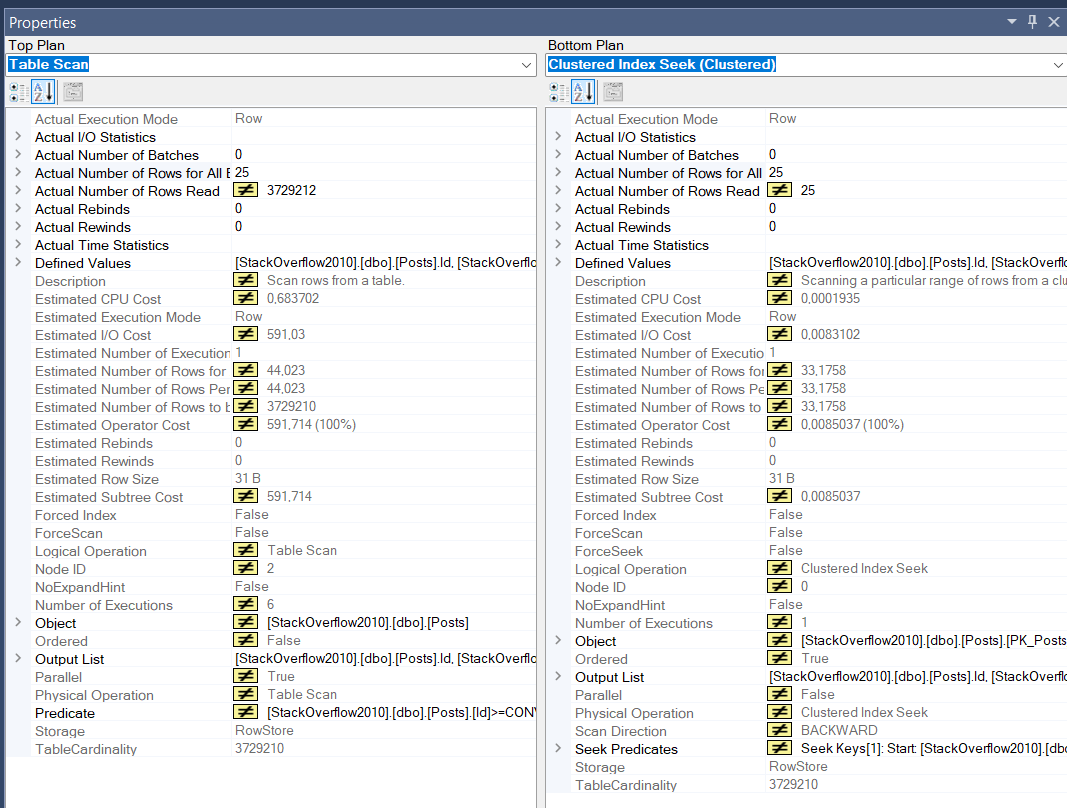 Properties
Top Plan
Table Scan
Actual Execution Mode Row
Actual I/O Statistics
Actual Number of Batches 0
Actual Number of Rows for All E 25
Actual Number of Rows Read ≠ 3729212
Actual Rebinds 0
Actual Rewinds 0
Actual Time Statistics
Defined Values [StackOverflow2010].[dbo].[Posts].Id, [StackOverflo
Description ≠ Scan rows from a table.
Estimated CPU Cost ≠ 0,683702
Estimated Execution Mode Row
Estimated I/O Cost ≠ 591,03
Estimated Number of Execution 1
Estimated Number of Rows for ≠ 44,023
Estimated Number of Rows Per ≠ 44,023
Estimated Number of Rows to b ≠ 3729210
Estimated Operator Cost ≠ 591,714 (100%)
Estimated Rebinds 0
Estimated Rewinds 0
Estimated Row Size 31 B
Estimated Subtree Cost ≠ 591,714
Forced Index False
ForceScan False
Logical Operation ≠ Table Scan
Node ID ≠ 2
NoExpandHint False
Number of Executions ≠ 6
Object ≠ [StackOverflow2010].[dbo].[Posts]
Ordered ≠ False
Output List [StackOverflow2010].[dbo].[Posts].Id, [StackOverflo
Parallel ≠ True
Physical Operation ≠ Table Scan
Predicate ≠ [StackOverflow2010].[dbo].[Posts].[Id]>=CONV
Storage RowStore
TableCardinality 3729210
Bottom Plan
Clustered Index Seek (Clustered)
Actual Execution Mode Row
Actual I/O Statistics
Actual Number of Batches 0
Actual Number of Rows for All 25
Actual Number of Rows Read ≠ 25
Actual Rebinds 0
Actual Rewinds 0
Actual Time Statistics
Defined Values [StackOverflow2010].[dbo].[Posts].Id, [StackOverflo
Description ≠ Scanning a particular range of rows from a clu
Estimated CPU Cost ≠ 0,0001935
Estimated Execution Mode Row
Estimated I/O Cost ≠ 0,0083102
Estimated Number of Executio 1
Estimated Number of Rows for ≠ 33,1758
Estimated Number of Rows Pe ≠ 33,1758
Estimated Number of Rows to ≠ 33,1758
Estimated Operator Cost ≠ 0,0085037 (100%)
Estimated Rebinds 0
Estimated Rewinds 0
Estimated Row Size 31 B
Estimated Subtree Cost ≠ 0,0085037
Forced Index False
ForceScan False
ForceSeek False
Logical Operation ≠ Clustered Index Seek
Node ID ≠ 0
NoExpandHint False
Number of Executions ≠ 1
Object ≠ [StackOverflow2010].[dbo].[Posts].[PK_Posts
Ordered ≠ True
Output List [StackOverflow2010].[dbo].[Posts].Id, [StackOverflo
Parallel ≠ False
Physical Operation ≠ Clustered Index Seek
Scan Direction ≠ BACKWARD
Seek Predicates ≠ Seek Keys[1]: Start: [StackOverflow2010].[dbo
Storage RowStore
TableCardinality 3729210